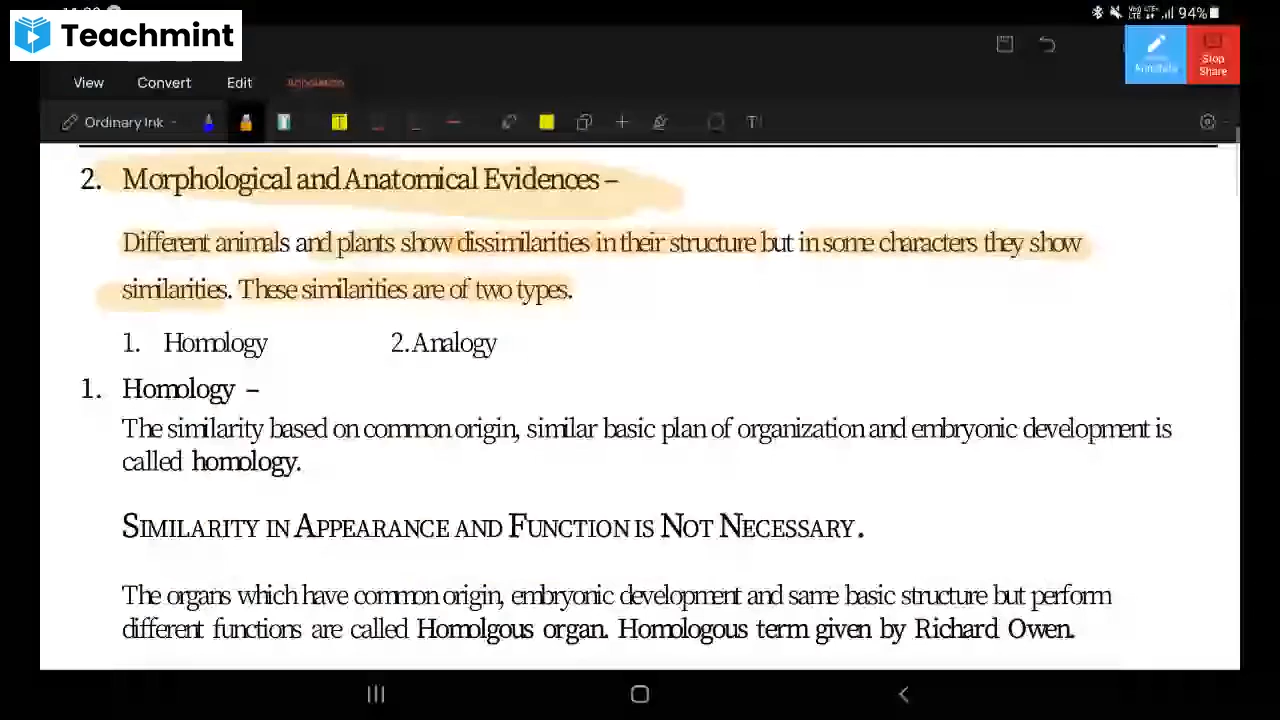 94%
Teachmint
Annotate
Stop
Share
View Convert Edit Annotation
Ordinary Ink
2. Morphological and Anatomical Evidences –
Different animals and plants show dissimilarities in their structure but in some characters they show
similarities. These similarities are of two types.
1. Homology 2. Analogy
1. Homology –
The similarity based on common origin, similar basic plan of organization and embryonic development is
called homology.
SIMILARITY IN APPEARANCE AND FUNCTION IS NOT NECESSARY.
The organs which have common origin, embryonic development and same basic structure but perform
different functions are called Homolgous organ. Homologous term given by Richard Owen.